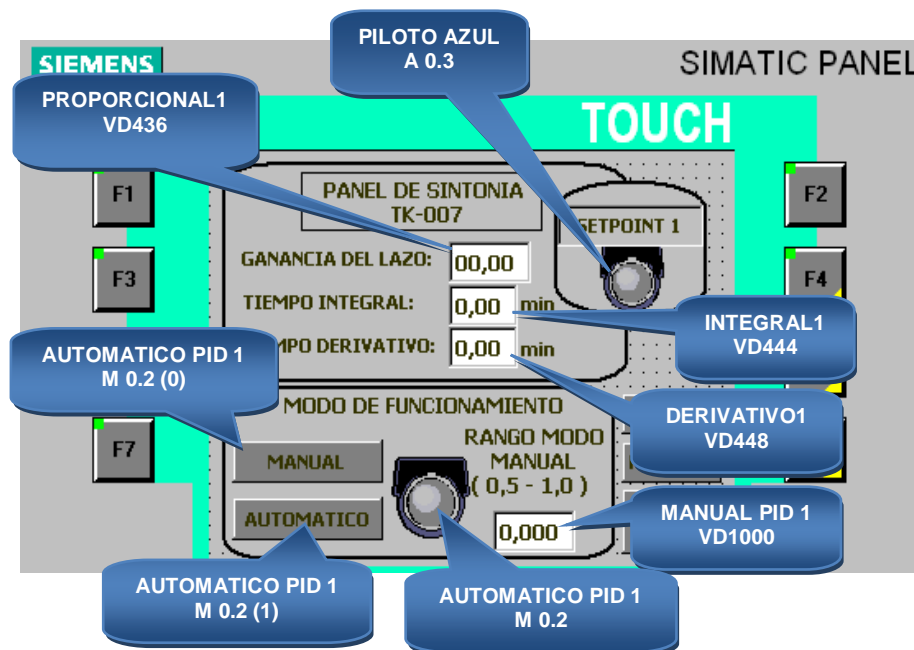 PILOTO AZUL
A 0.3
SIEMENS
SIMATIC PANEL
PROPORCIONAL1
VD436
TOUCH
F1
PANEL DE SINTONIA
TK-007
F2
SETPOINT 1
F3
GANANCIA DEL LAZO: 00,00
F4
TIEMPO INTEGRAL: 0,00 min
INTEGRAL1
VD444
MPO DERIVATIVO: 0,00 min
AUTOMATICO PID 1
M 0.2 (0)
DERIVATIVO1
VD448
MODO DE FUNCIONAMIENTO
F7
MANUAL
RANGO MODO
MANUAL
( 0,5 - 1,0 )
AUTOMATICO
0,000
MANUAL PID 1
VD1000
AUTOMATICO PID 1
M 0.2 (1)
AUTOMATICO PID 1
M 0.2